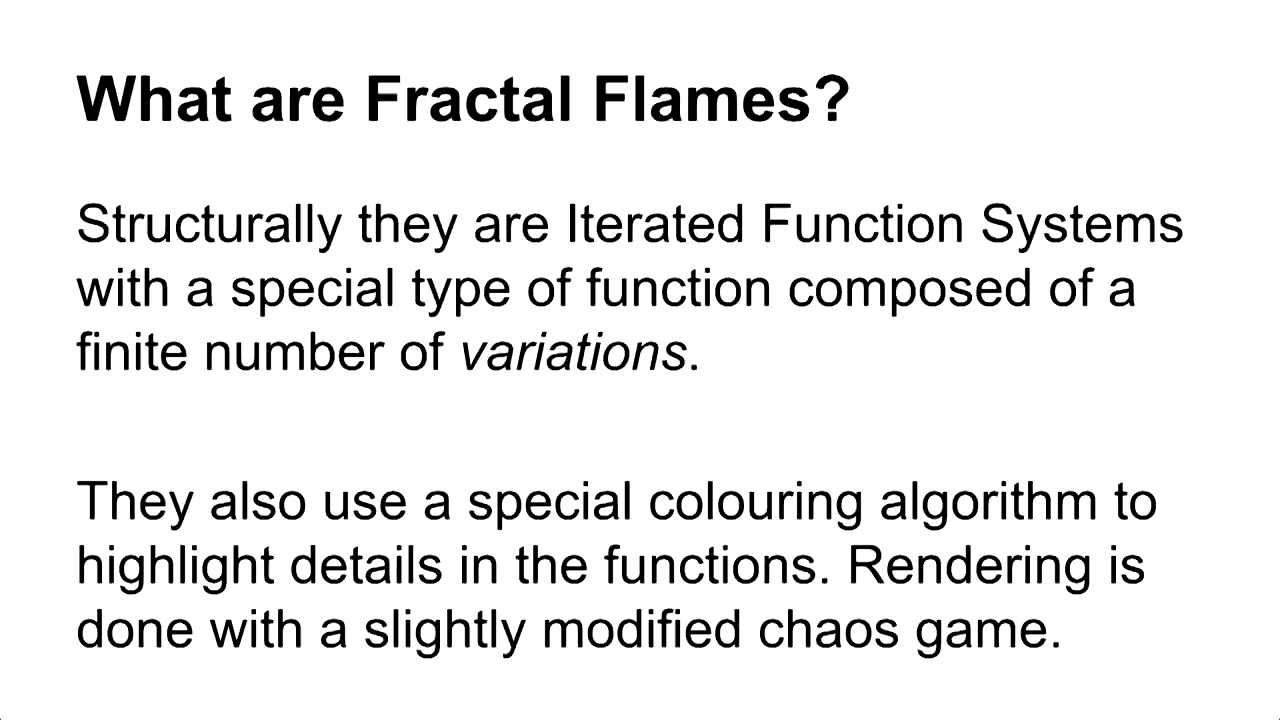 What are Fractal Flames?
Structurally they are Iterated Function Systems
with a special type of function composed of a
finite number of variations.
They also use a special colouring algorithm to
highlight details in the functions. Rendering is
done with a slightly modified chaos game.